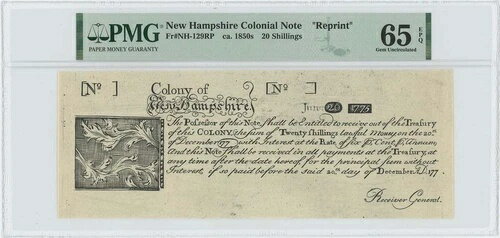 PMG
PAPER MONEY GUARANTY
New Hampshire Colonial Note "Reprint"
Fr#NH-129RP ca. 1850s 20 Shillings
65 EPQ
Gem Uncirculated
[No ] Colony of [No ]
New Hampshire
June 20 1775
The Possessor of this Note, shall be Entitled to receive out of the Treasury
of this COLONY, the sum of Twenty shillings lawful Money on the 20th
of December 177 with Interest at the Rate of six P. Cent. P. Annum,
And this Note shall be received in all payments at the Treasury, at
any time after the date hereof, for the principal sum without
Interest, if so paid before the said 20th day of December A.D. 177
Receiver General.